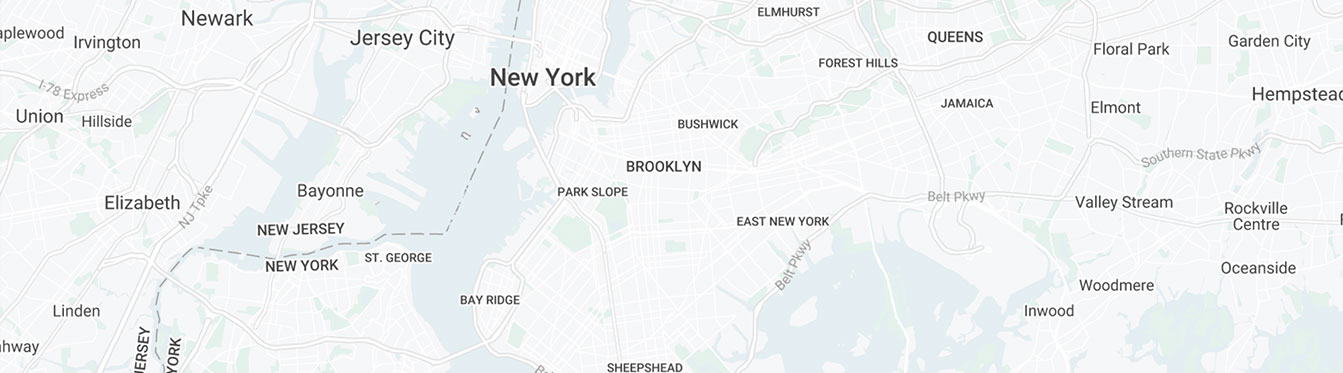 Newark
ELMHURST
aplewood
Irvington
Jersey City
QUEENS
Garden City
Floral Park
FOREST HILLS
New York
I-78 Express
Hempstead
JAMAICA
Elmont
Union
Hillside
BUSHWICK
Southern State Pkwy
BROOKLYN
Bayonne
PARK SLOPE
Belt Pkwy
Elizabeth
NJ Tpke
Valley Stream
Rockville
Centre
EAST NEW YORK
NEW JERSEY
ST. GEORGE
NEW YORK
Belt Pkwy
Oceanside
Woodmere
BAY RIDGE
Linden
Inwood
ahway
JERSEY
YORK
SHEEPSHEAD